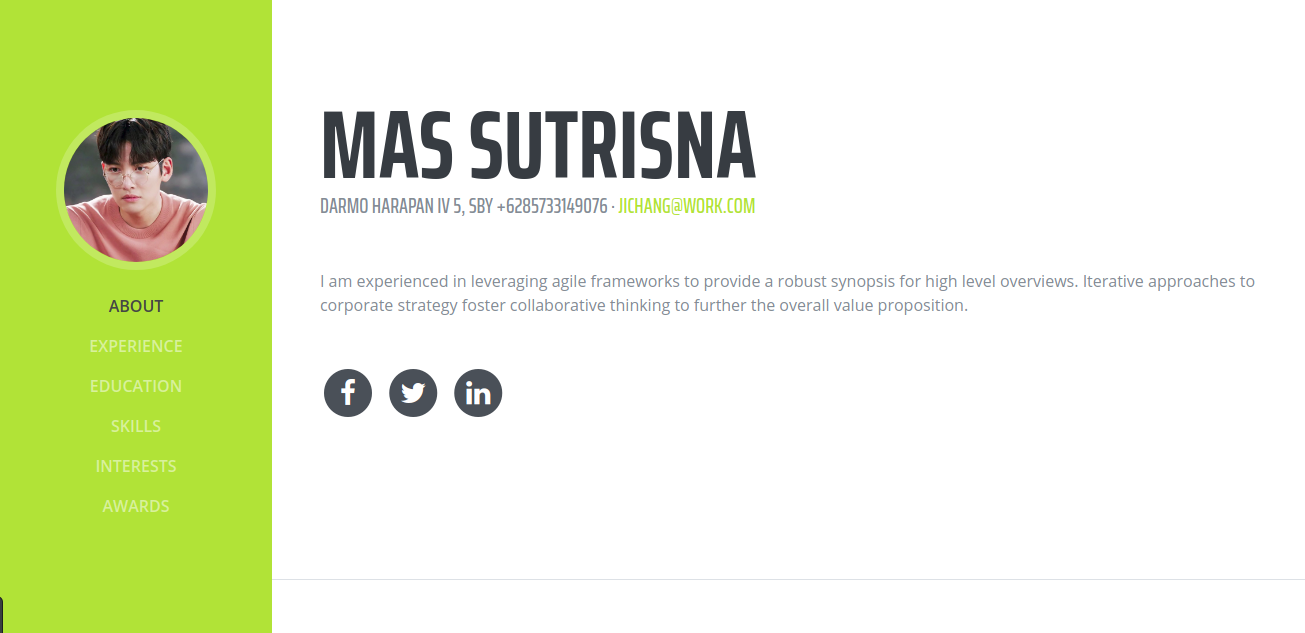 MAS SUTRISNA
DARMO HARAPAN IV 5, SBY +6285733149076 · JICHANG@WORK.COM
I am experienced in leveraging agile frameworks to provide a robust synopsis for high level overviews. Iterative approaches to
corporate strategy foster collaborative thinking to further the overall value proposition.
ABOUT
EXPERIENCE
EDUCATION
SKILLS
INTERESTS
AWARDS